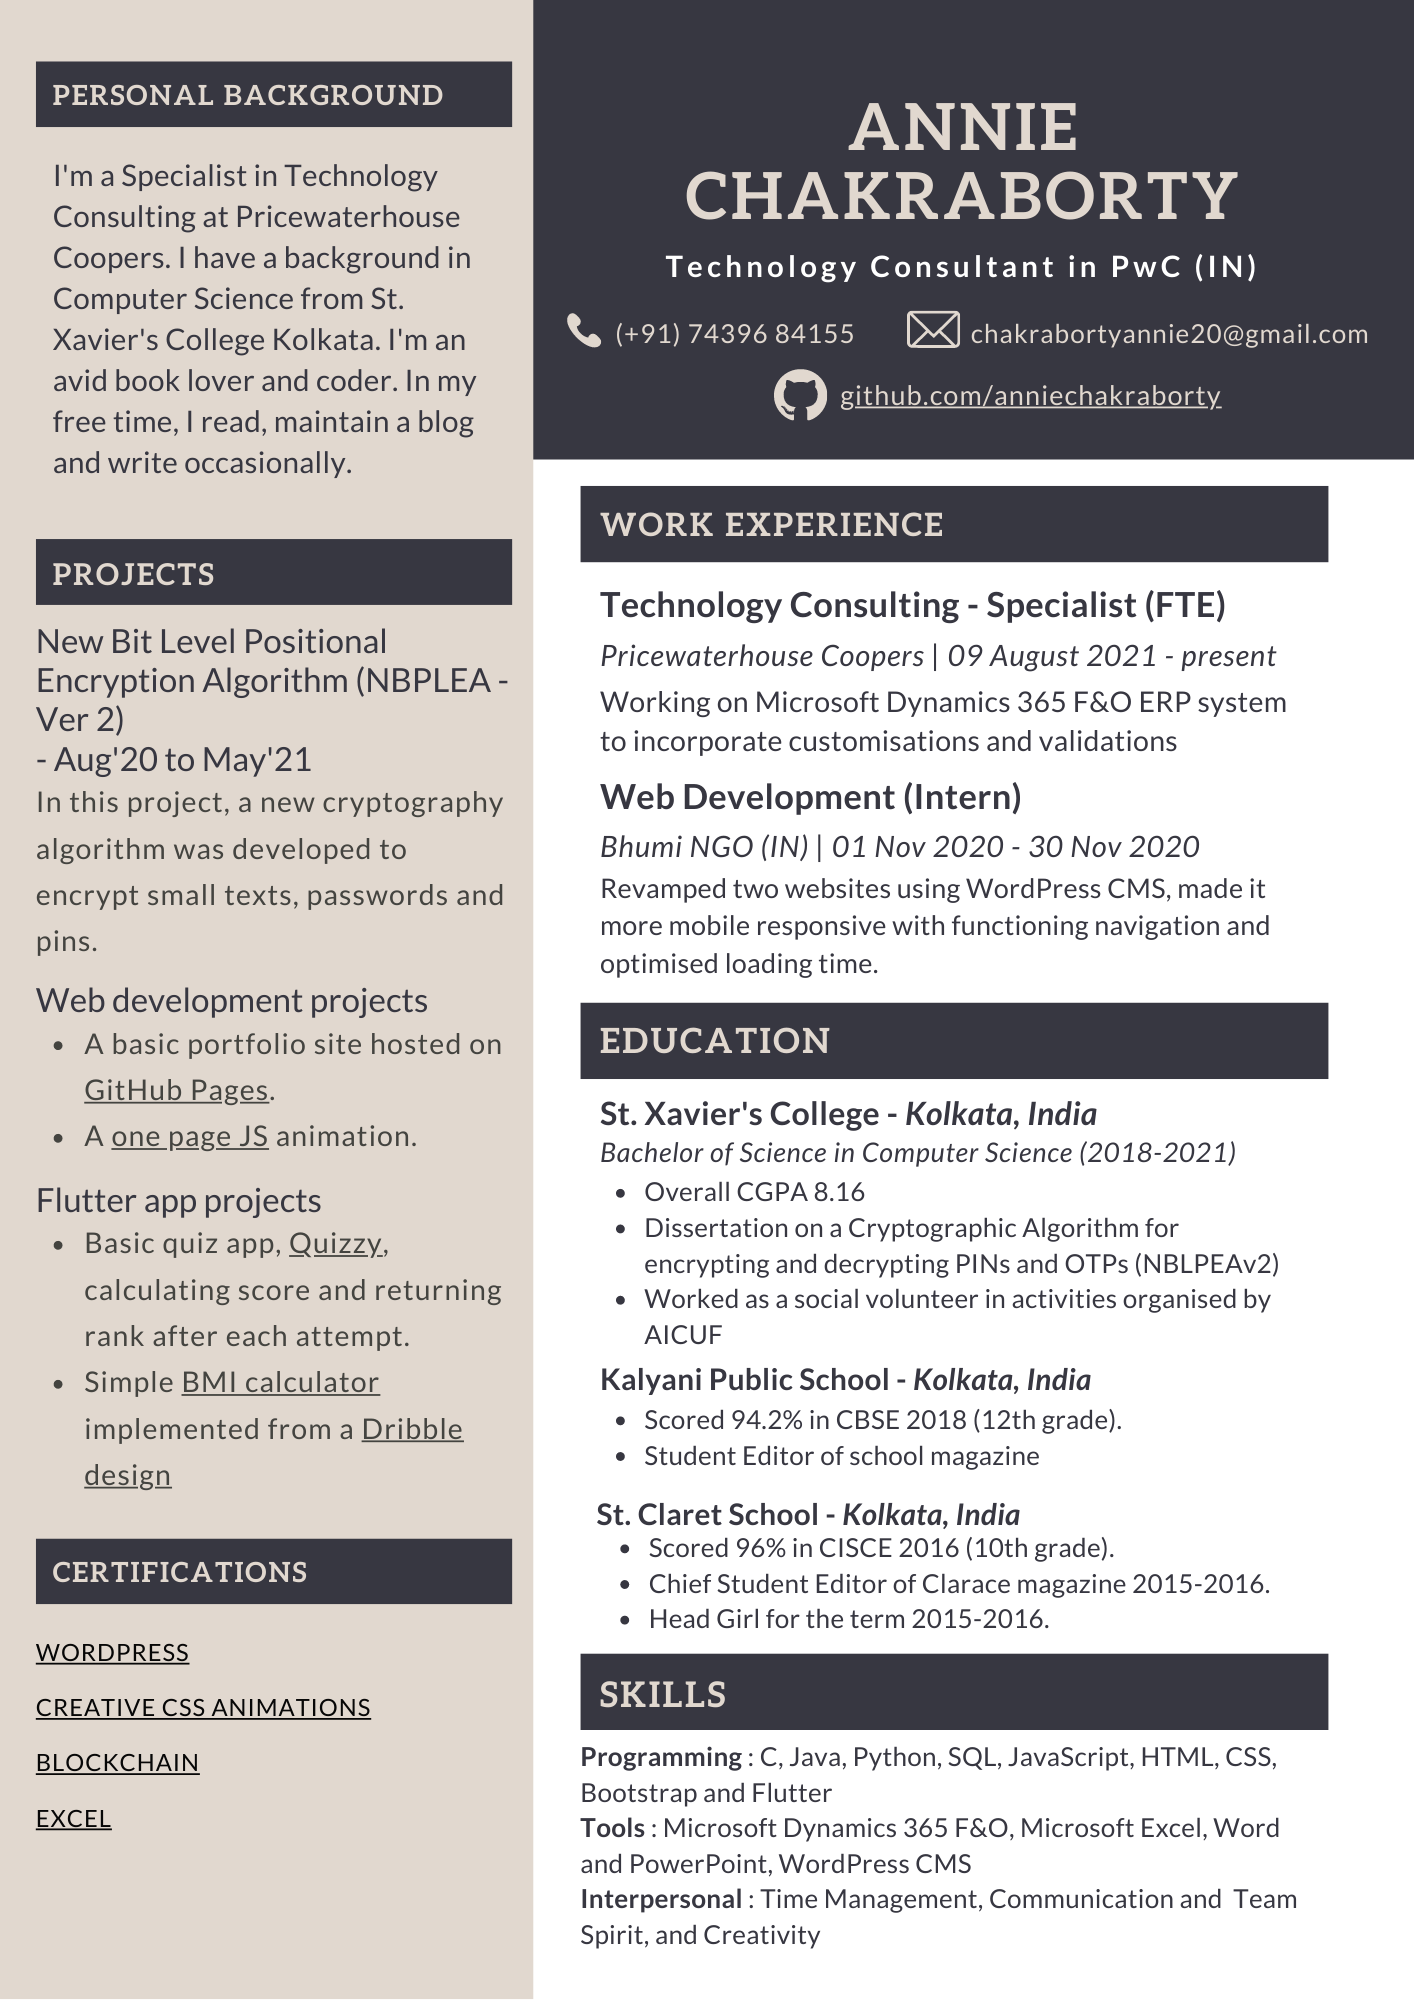 PERSONAL BACKGROUND
I'm a Specialist in Technology
Consulting at Pricewaterhouse
Coopers. I have a background in
Computer Science from St.
Xavier's College Kolkata. I'm an
avid book lover and coder. In my
free time, I read, maintain a blog
and write occasionally.
PROJECTS
New Bit Level Positional
Encryption Algorithm (NBPLEA -
Ver 2)
- Aug'20 to May'21
In this project, a new cryptography
algorithm was developed to
encrypt small texts, passwords and
pins.
Web development projects
• A basic portfolio site hosted on
GitHub Pages.
• A one page JS animation.
Flutter app projects
• Basic quiz app, Quizzy,
calculating score and returning
rank after each attempt.
• Simple BMI calculator
implemented from a Dribble
design
CERTIFICATIONS
WORDPRESS
CREATIVE CSS ANIMATIONS
BLOCKCHAIN
EXCEL
ANNIE
CHAKRABORTY
Technology Consultant in PwC (IN)
(+91) 74396 84155 chakrabortyannie20@gmail.com
github.com/anniechakraborty
WORK EXPERIENCE
Technology Consulting - Specialist (FTE)
Pricewaterhouse Coopers | 09 August 2021 - present
Working on Microsoft Dynamics 365 F&O ERP system
to incorporate customisations and validations
Web Development (Intern)
Bhumi NGO (IN) | 01 Nov 2020 - 30 Nov 2020
Revamped two websites using WordPress CMS, made it
more mobile responsive with functioning navigation and
optimised loading time.
EDUCATION
St. Xavier's College - Kolkata, India
Bachelor of Science in Computer Science (2018-2021)
• Overall CGPA 8.16
• Dissertation on a Cryptographic Algorithm for
encrypting and decrypting PINs and OTPs (NBLPEAv2)
• Worked as a social volunteer in activities organised by
AICUF
Kalyani Public School - Kolkata, India
• Scored 94.2% in CBSE 2018 (12th grade).
• Student Editor of school magazine
St. Claret School - Kolkata, India
• Scored 96% in CISCE 2016 (10th grade).
• Chief Student Editor of Clarace magazine 2015-2016.
• Head Girl for the term 2015-2016.
SKILLS
Programming : C, Java, Python, SQL, JavaScript, HTML, CSS,
Bootstrap and Flutter
Tools : Microsoft Dynamics 365 F&O, Microsoft Excel, Word
and PowerPoint, WordPress CMS
Interpersonal : Time Management, Communication and  Team
Spirit, and Creativity